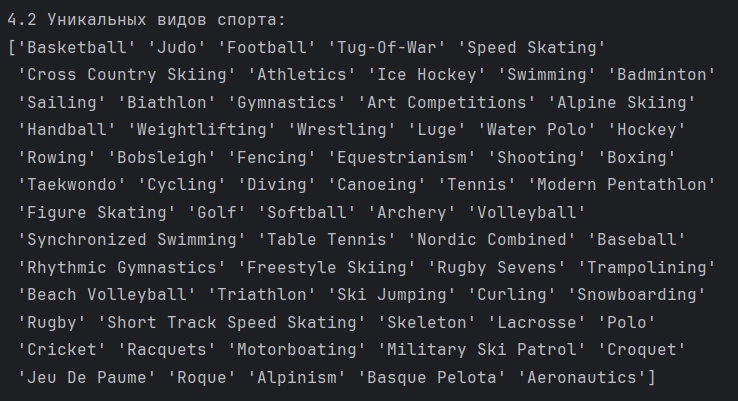 4.2 Уникальных видов спорта:
['Basketball' 'Judo' 'Football' 'Tug-Of-War' 'Speed Skating'
 'Cross Country Skiing' 'Athletics' 'Ice Hockey' 'Swimming' 'Badminton'
 'Sailing' 'Biathlon' 'Gymnastics' 'Art Competitions' 'Alpine Skiing'
 'Handball' 'Weightlifting' 'Wrestling' 'Luge' 'Water Polo' 'Hockey'
 'Rowing' 'Bobsleigh' 'Fencing' 'Equestrianism' 'Shooting' 'Boxing'
 'Taekwondo' 'Cycling' 'Diving' 'Canoeing' 'Tennis' 'Modern Pentathlon'
 'Figure Skating' 'Golf' 'Softball' 'Archery' 'Volleyball'
 'Synchronized Swimming' 'Table Tennis' 'Nordic Combined' 'Baseball'
 'Rhythmic Gymnastics' 'Freestyle Skiing' 'Rugby Sevens' 'Trampolining'
 'Beach Volleyball' 'Triathlon' 'Ski Jumping' 'Curling' 'Snowboarding'
 'Rugby' 'Short Track Speed Skating' 'Skeleton' 'Lacrosse' 'Polo'
 'Cricket' 'Racquets' 'Motorboating' 'Military Ski Patrol' 'Croquet'
 'Jeu De Paume' 'Roque' 'Alpinism' 'Basque Pelota' 'Aeronautics']